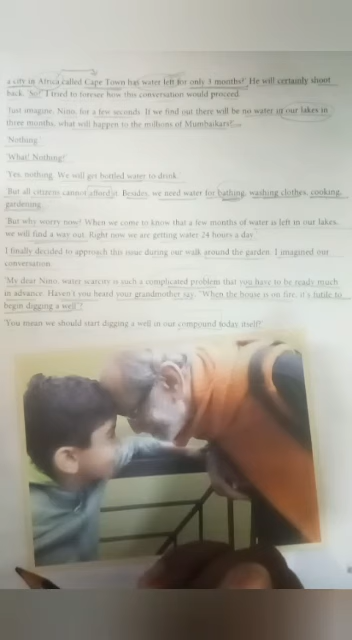 a city in Africa called Cape Town has water left for only 3 months!' He will certainly shoot
back, 'So?' I tried to foresee how this conversation would proceed.
'Just imagine, Ninu, for a few seconds. If we find out there will be no water in our lakes in
three months, what will happen to the millions of Mumbaikars?'
'Nothing.'
'What! Nothing?'
'Yes, nothing. We will get bottled water to drink.'
'But all citizens cannot afford it. Besides, we need water for bathing, washing clothes, cooking,
gardening.
'But why worry now? When we come to know that a few months of water is left in our lakes,
we will find a way out. Right now we are getting water 24 hours a day.'
I finally decided to approach this issue during our walk around the garden. I imagined our
conversation.
'My dear Ninu, water scarcity is such a complicated problem that you have to be ready much
in advance. Haven't you heard your grandmother say, "When the house is on fire, it's futile to
begin digging a well"?'
'You mean we should start digging a well in our compound today itself?'